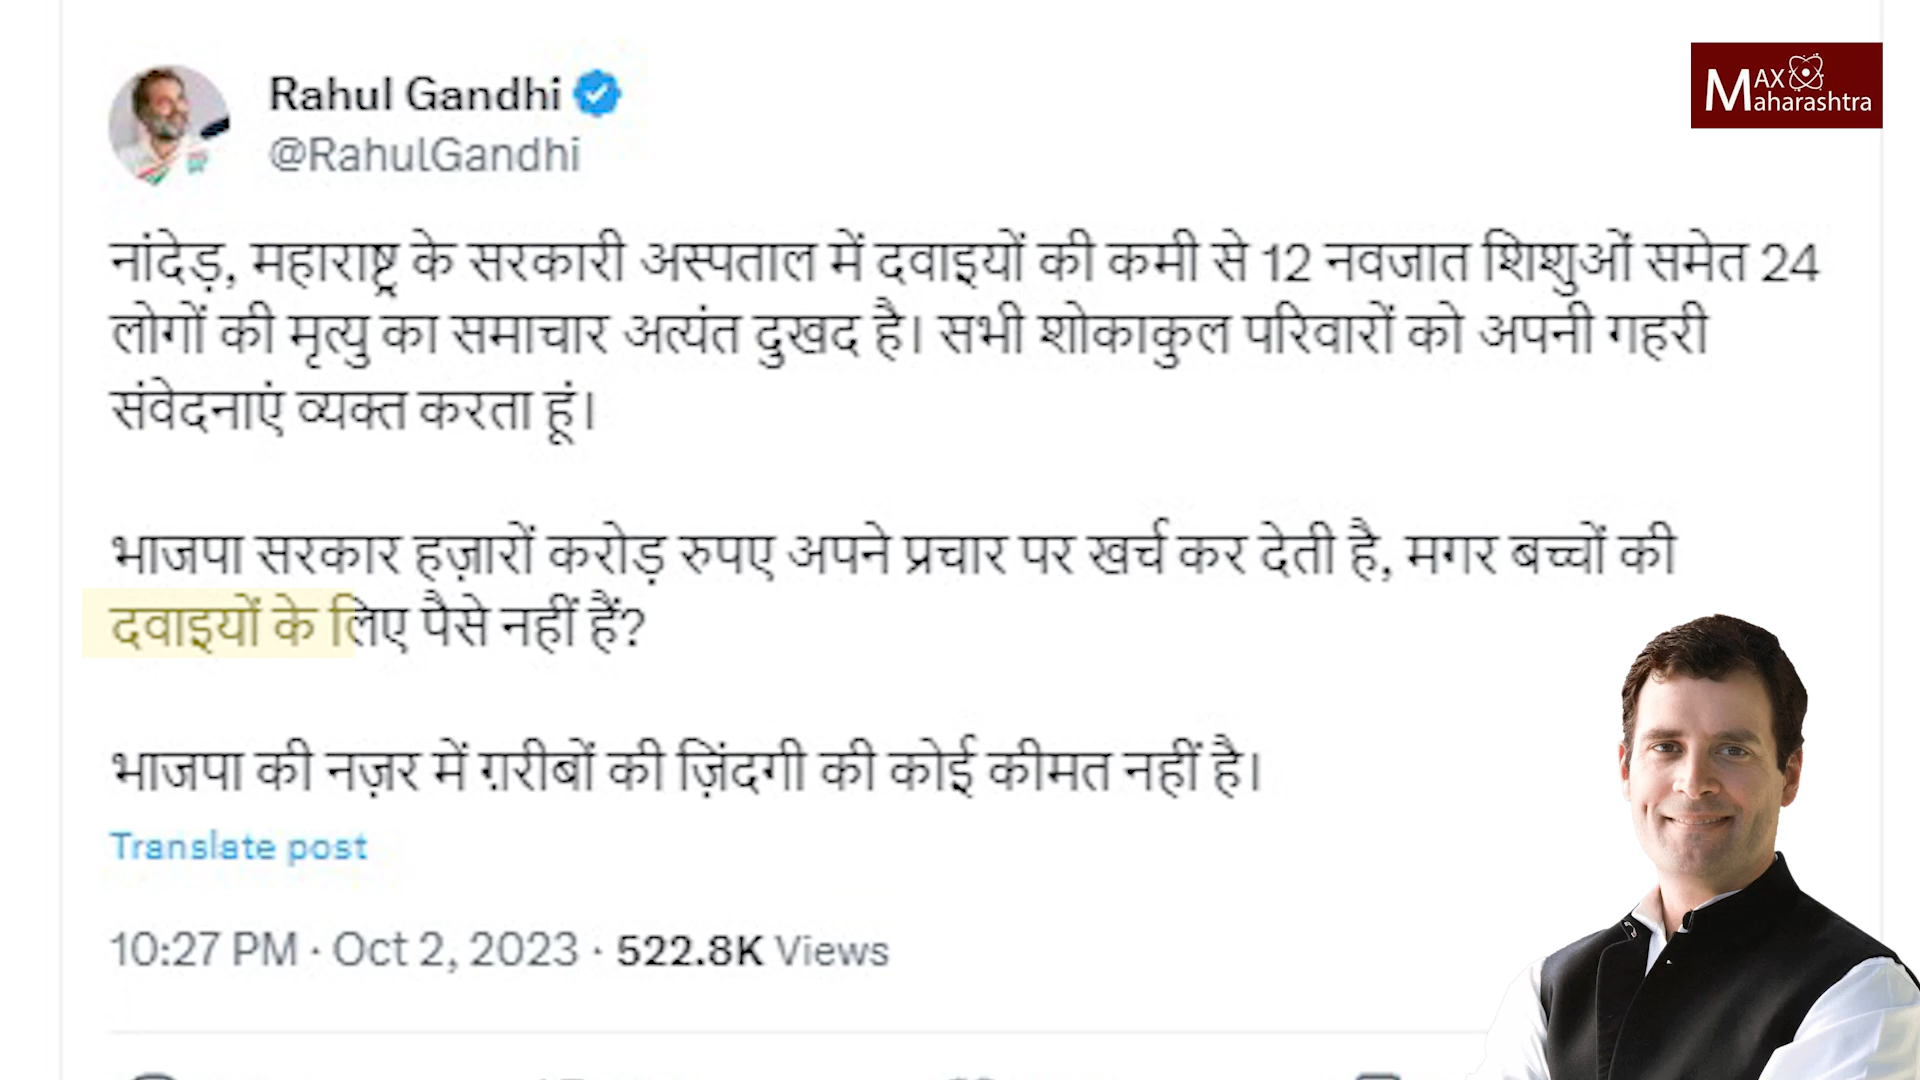 Rahul Gandhi
@RahulGandhi
MAX Maharashtra
नांदेड़, महाराष्ट्र के सरकारी अस्पताल में दवाइयों की कमी से 12 नवजात शिशुओं समेत 24
लोगों की मृत्यु का समाचार अत्यंत दुखद है। सभी शोकाकुल परिवारों को अपनी गहरी
संवेदनाएं व्यक्त करता हूं।
भाजपा सरकार हज़ारों करोड़ रुपए अपने प्रचार पर खर्च कर देती है, मगर बच्चों की
दवाइयों के लिए पैसे नहीं हैं?
भाजपा की नज़र में ग़रीबों की ज़िंदगी की कोई कीमत नहीं है।
Translate post
10:27 PM · Oct 2, 2023 · 522.8K Views